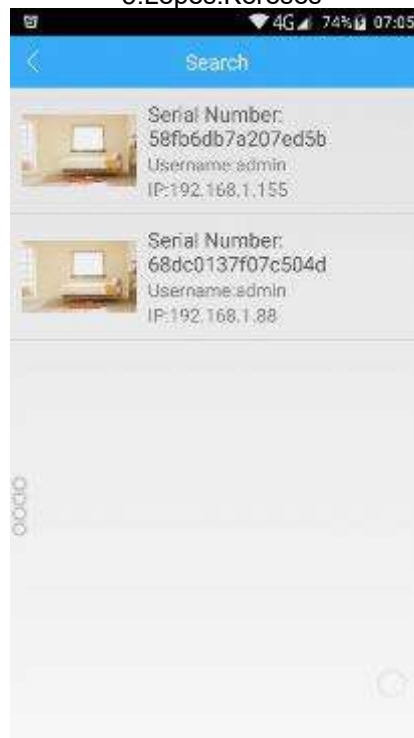 4G 74% 07:05
Search
Serial Number:
58fb6db7a207ed5b
Username:admin
IP:192.168.1.155
Serial Number:
68dc0137f07c504d
Username:admin
IP:192.168.1.88